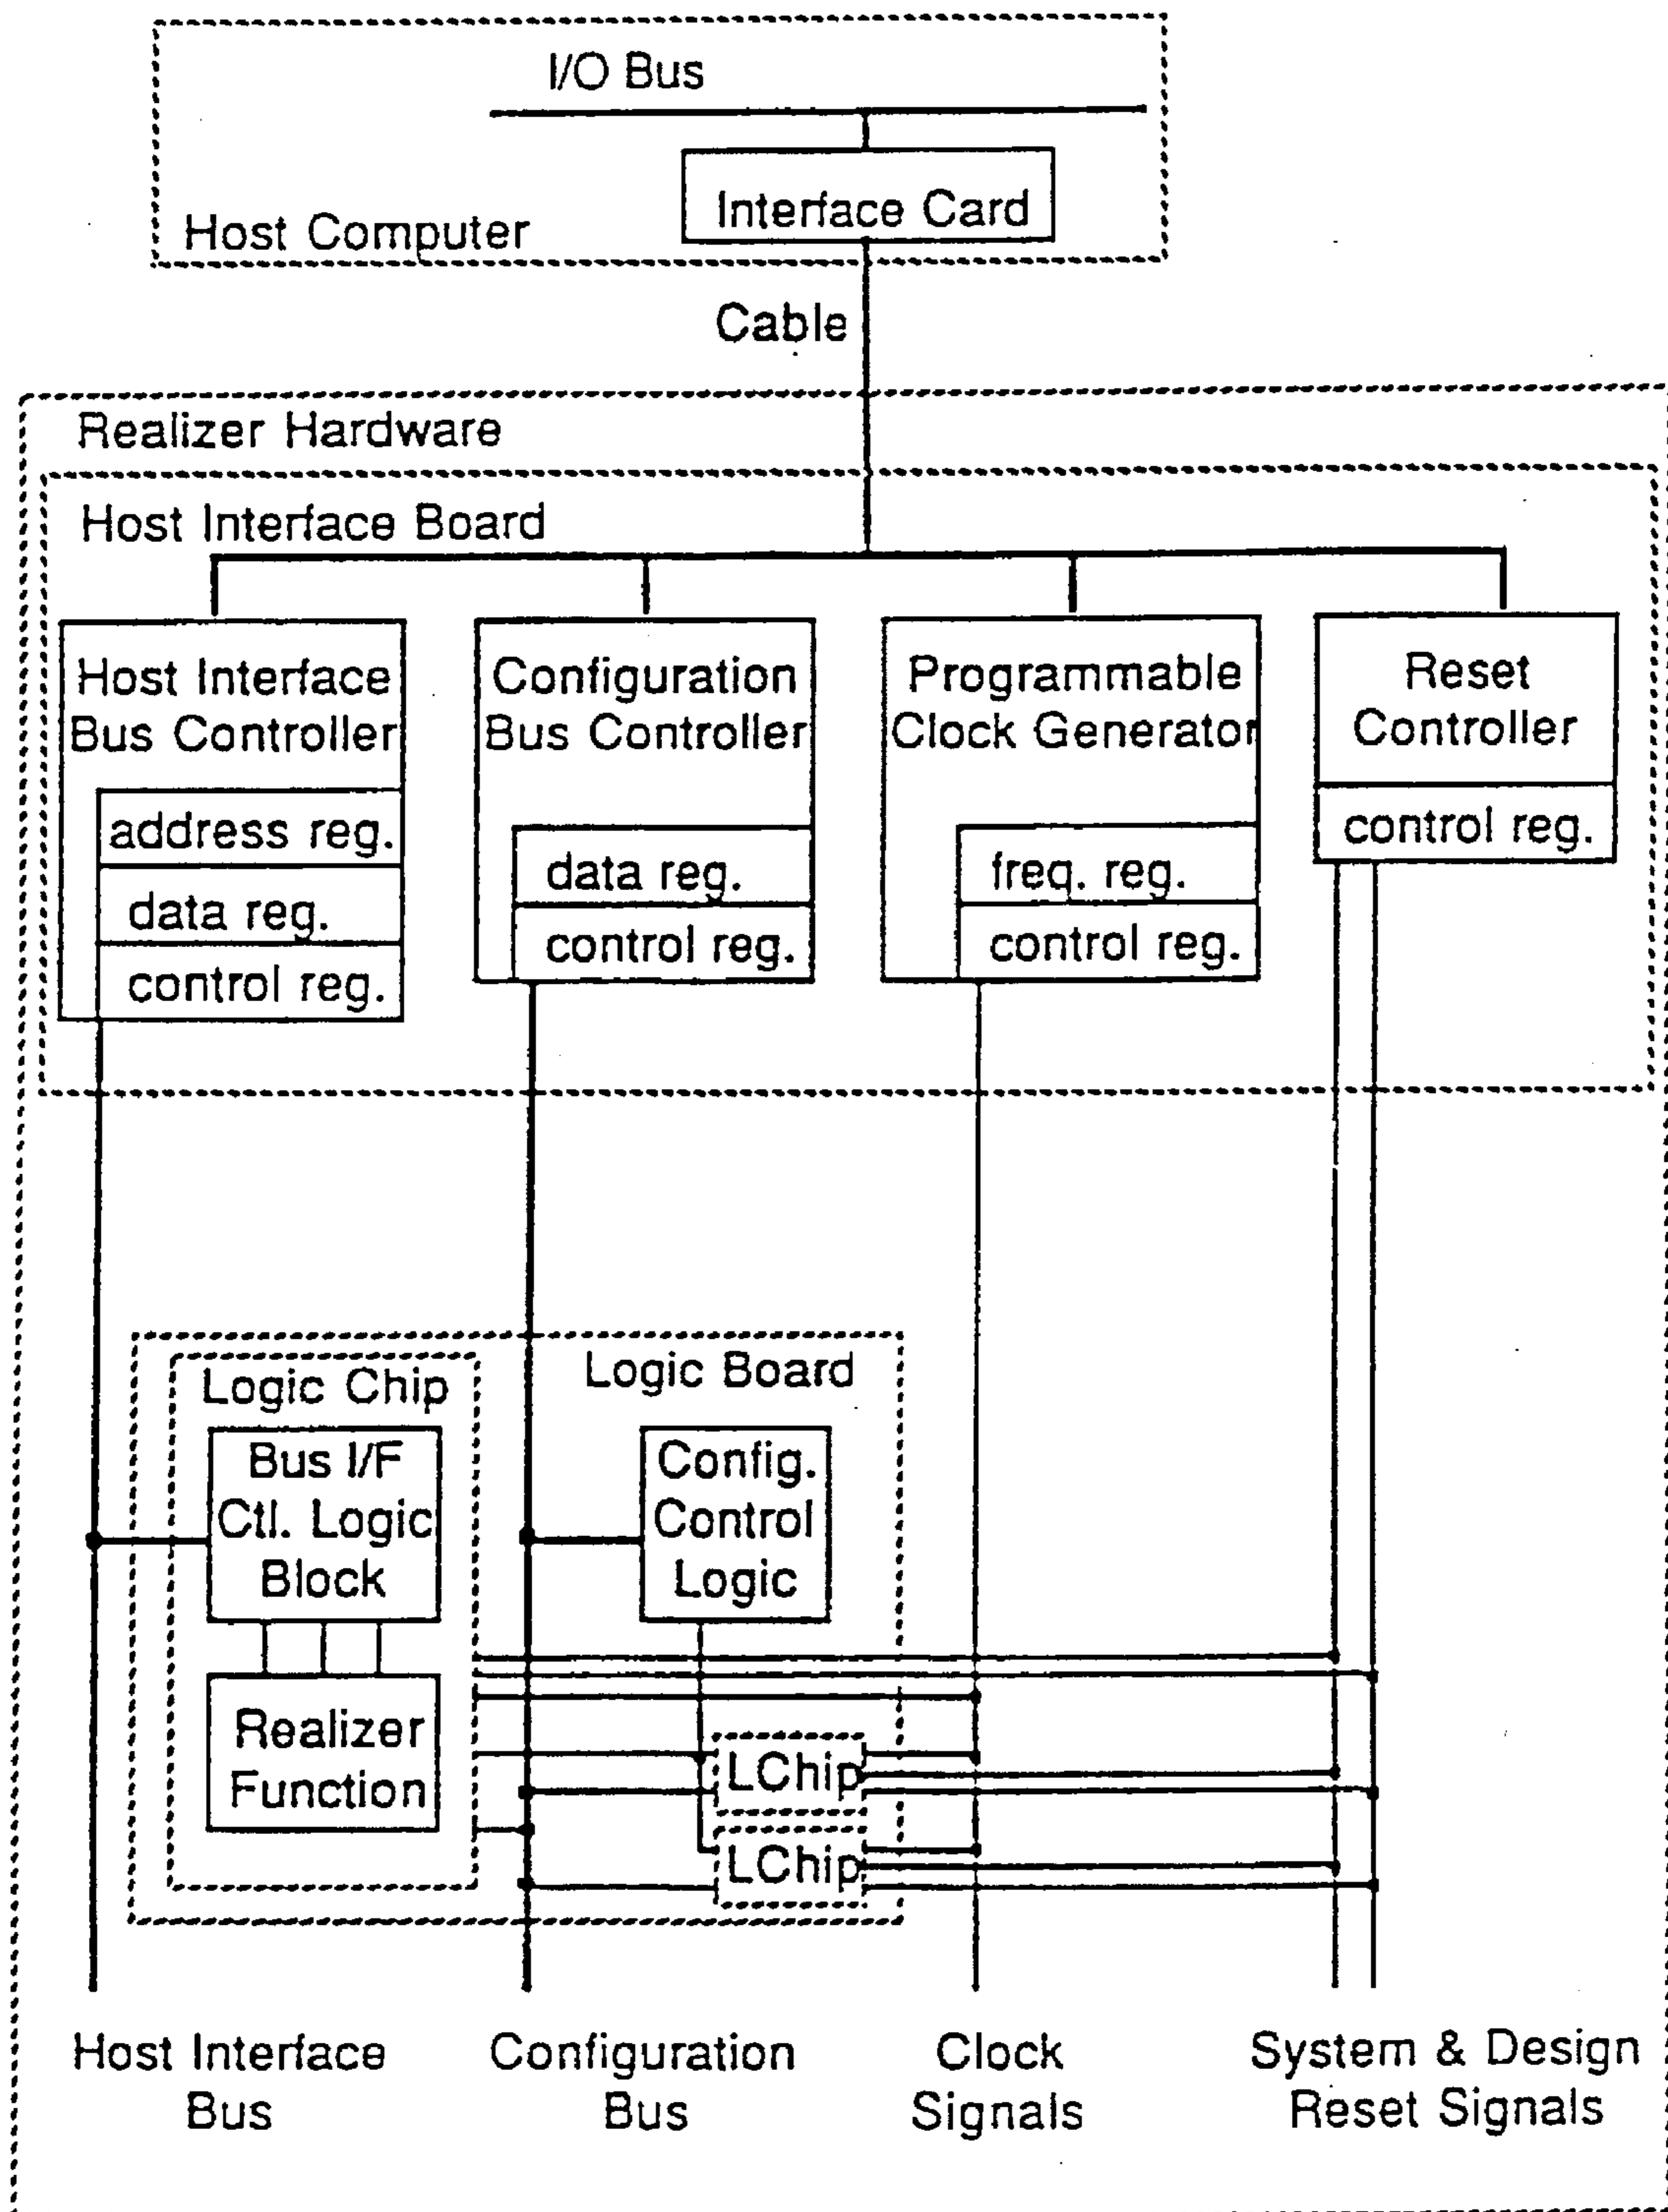 I/O Bus
Interface Card
Host Computer
Cable
Realizer Hardware
Host Interface Board
Host Interface
Bus Controller
address reg.
data reg.
control reg.
Configuration
Bus Controller
data reg.
control reg.
Programmable
Clock Generator
freq. reg.
control reg.
Reset
Controller
control reg.
Logic Board
Logic Chip
Bus I/F
Ctl. Logic
Block
Config.
Control
Logic
Realizer
Function
LChip
LChip
Host Interface
Bus
Configuration
Bus
Clock
Signals
System & Design
Reset Signals